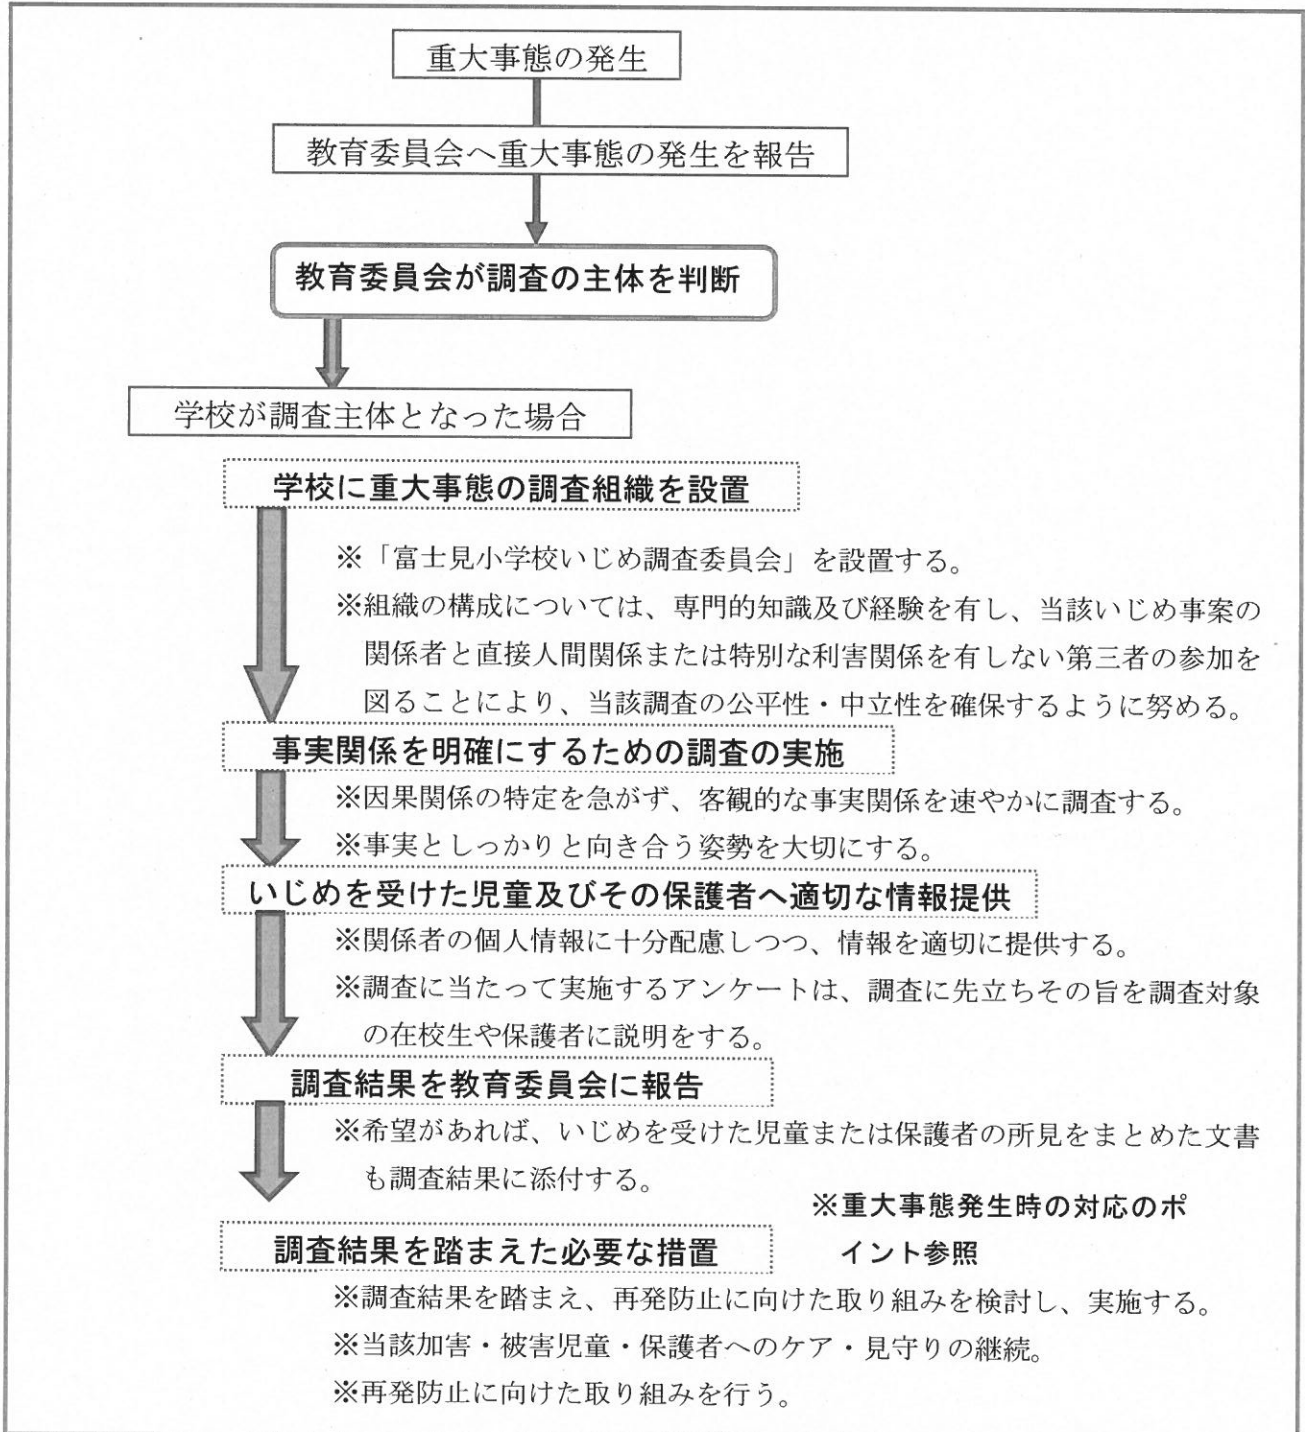 重大事態の発生
教育委員会へ重大事態の発生を報告
教育委員会が調査の主体を判断
学校が調査主体となった場合
学校に重大事態の調査組織を設置
※「富士見小学校いじめ調査委員会」を設置する。
※組織の構成については、専門的知識及び経験を有し、当該いじめ事案の
関係者と直接人間関係または特別な利害関係を有しない第三者の参加を
図ることにより、当該調査の公平性・中立性を確保するように努める。
事実関係を明確にするための調査の実施
※因果関係の特定を急がず、客観的な事実関係を速やかに調査する。
※事実としっかりと向き合う姿勢を大切にする。
いじめを受けた児童及びその保護者へ適切な情報提供
※関係者の個人情報に十分配慮しつつ、情報を適切に提供する。
※調査に当たって実施するアンケートは、調査に先立ちその旨を調査対象
の在校生や保護者に説明をする。
調査結果を教育委員会に報告
※希望があれば、いじめを受けた児童または保護者の所見をまとめた文書
も調査結果に添付する。
※重大事態発生時の対応のポ
イント参照
調査結果を踏まえた必要な措置
※調査結果を踏まえ、再発防止に向けた取り組みを検討し、実施する。
※当該加害・被害児童・保護者へのケア・見守りの継続。
※再発防止に向けた取り組みを行う。